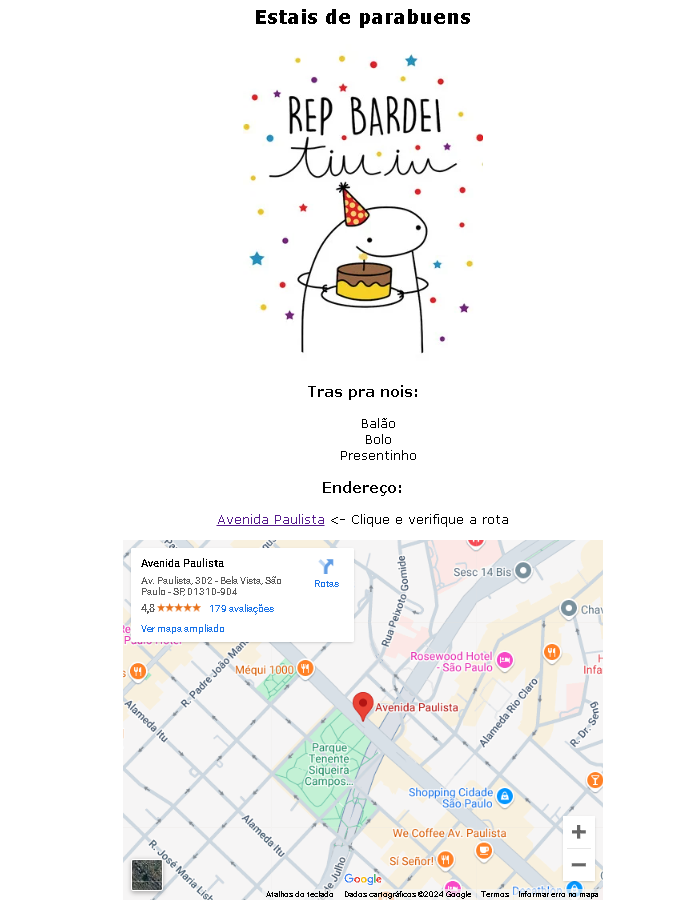 Estais de parabuens
REP BARDEI
tiu iu
Tras pra nois:
Balão
Bolo
Presentinho
Endereço:
Avenida Paulista <- Clique e verifique a rota
Avenida Paulista
Av. Paulista, 302 - Bela Vista, São
Paulo - SP, 01310-904
Rotas
4,8 179 avaliações
Ver mapa ampliado
Sesc 14 Bis
Rua Peixoto Gomide
Rosewood Hotel
- São Paulo
Méqui 1000
R. Padre João
Alameda Itu
Alameda Rio Claro
Avenida Paulista
Parque
Tenente
Siqueira
Campos...
Shopping Cidade
São Paulo
Alameda Itu
We Coffee Av. Paulista
Sí Señor!
R. José Maria
de Julho
Google
Atalhos do teclado Dados cartográficos ©2024 Google Termos Informar erro no mapa